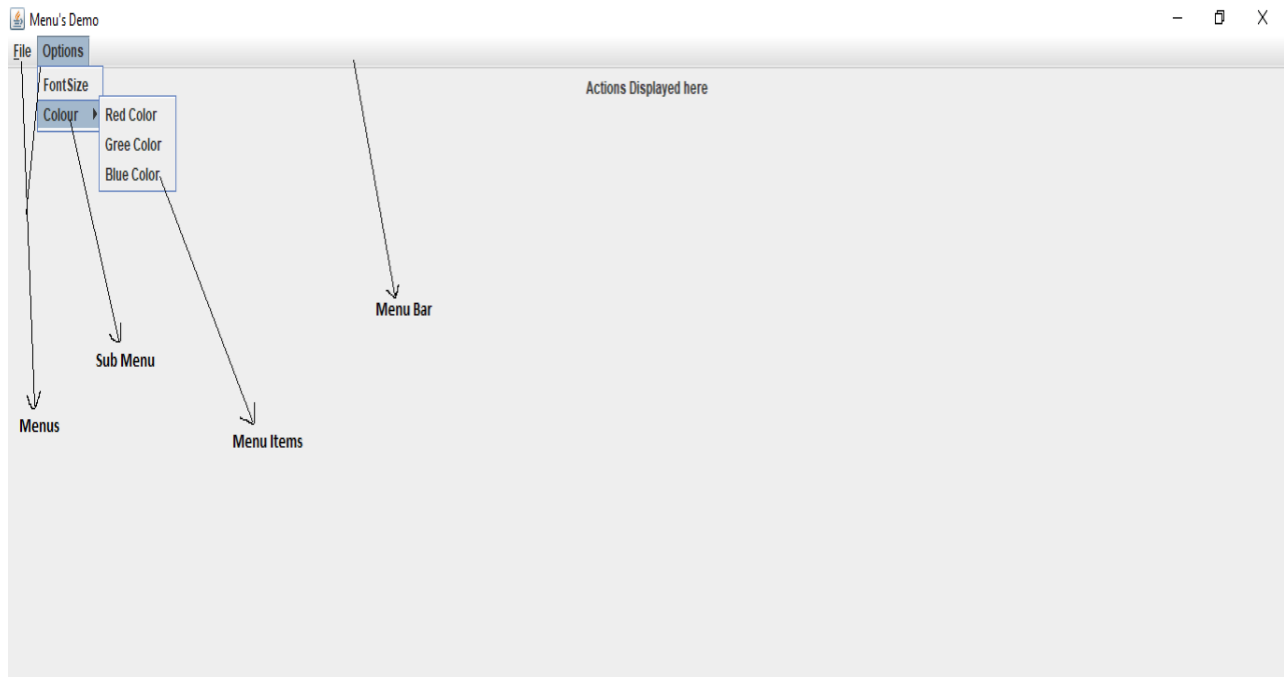 Menu's Demo
File Options
FontSize
Actions Displayed here
Colour
Red Color
Gree Color
Blue Color
Menu Bar
Sub Menu
Menus
Menu Items